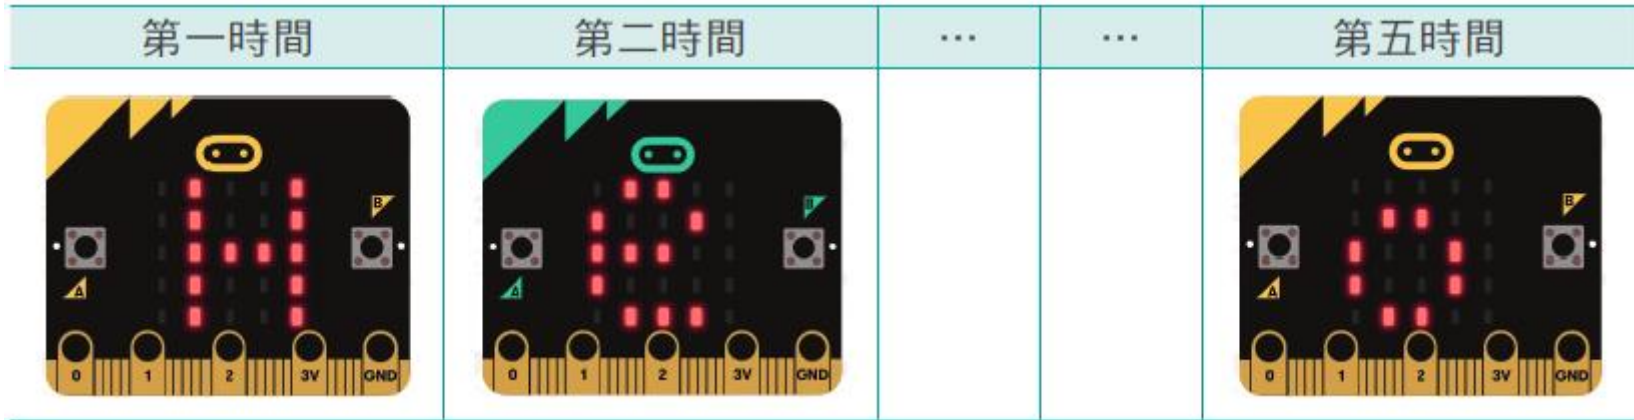 第一時間 第二時間 … … 第五時間
B B B
A A A
0 1 2 3V GND 0 1 2 3V GND 0 1 2 3V GND